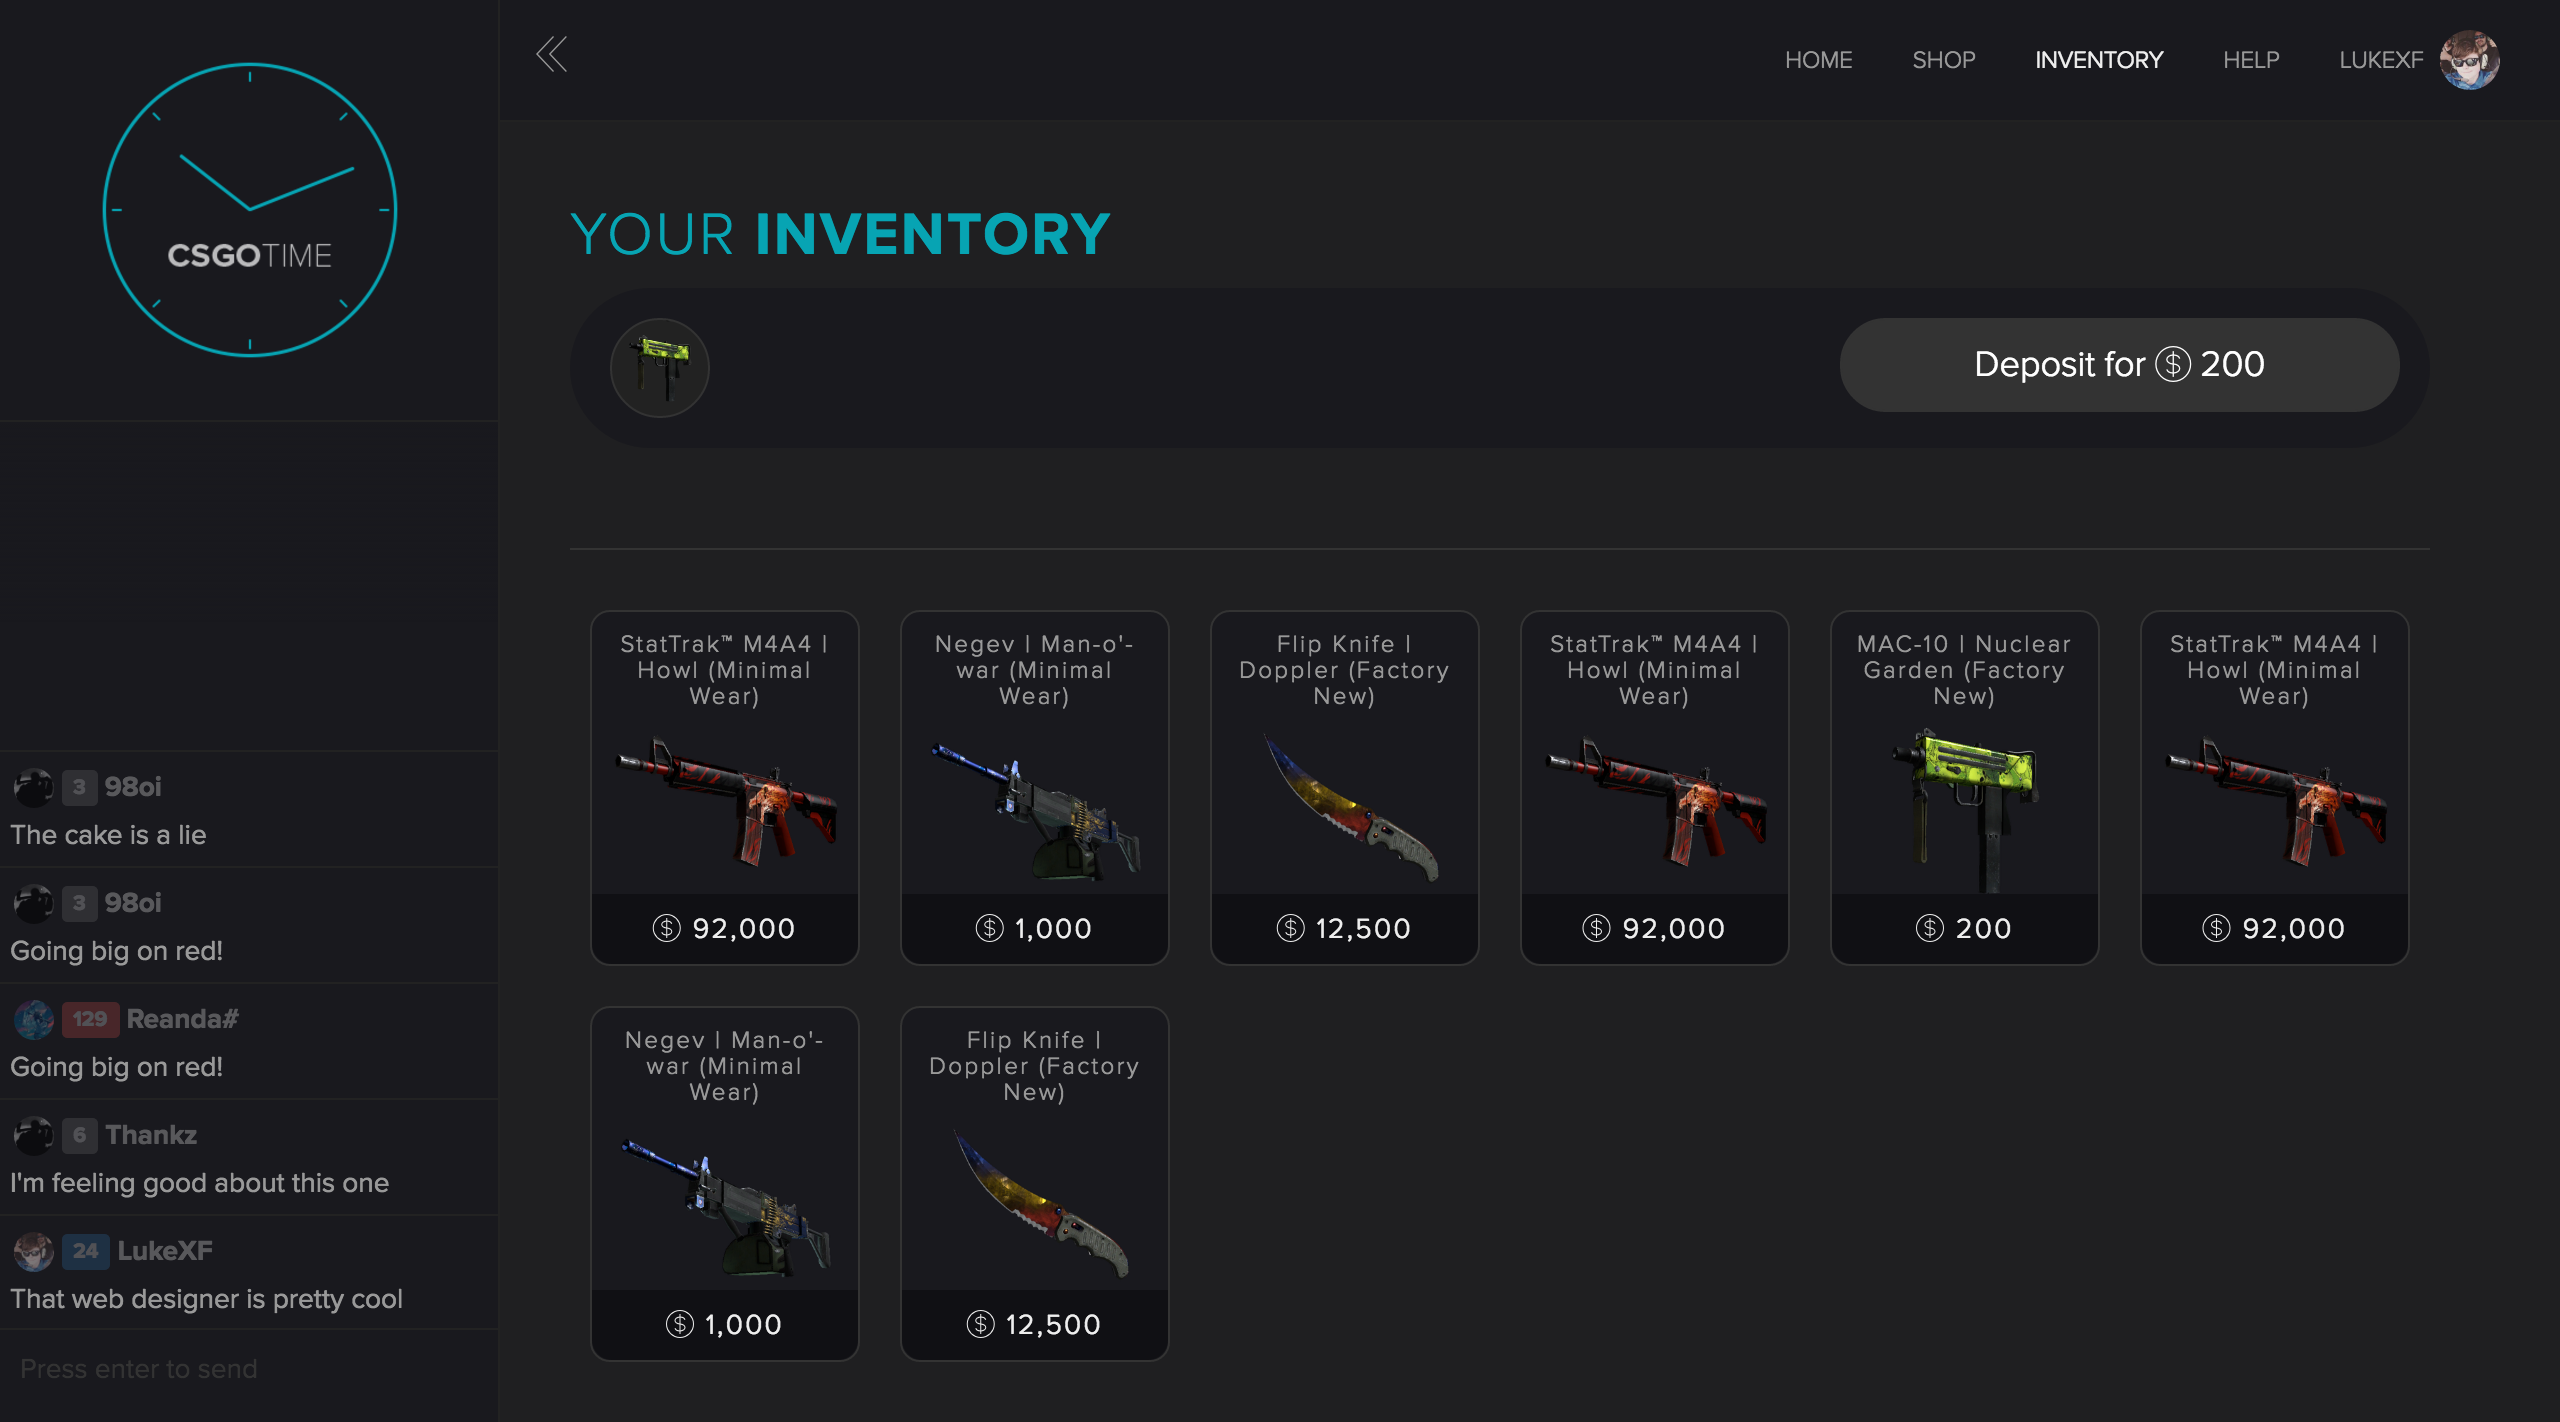 CSGOTIME
HOME SHOP INVENTORY HELP LUKEXF
YOUR INVENTORY
Deposit for $ 200
StatTrak™ M4A4 |
Howl (Minimal
Wear)
$ 92,000
Negev | Man-o'-
war (Minimal
Wear)
$ 1,000
Flip Knife |
Doppler (Factory
New)
$ 12,500
StatTrak™ M4A4 |
Howl (Minimal
Wear)
$ 92,000
MAC-10 | Nuclear
Garden (Factory
New)
$ 200
StatTrak™ M4A4 |
Howl (Minimal
Wear)
$ 92,000
Negev | Man-o'-
war (Minimal
Wear)
$ 1,000
Flip Knife |
Doppler (Factory
New)
$ 12,500
3 98oi
The cake is a lie
3 98oi
Going big on red!
129 Reanda#
Going big on red!
6 Thankz
I'm feeling good about this one
24 LukeXF
That web designer is pretty cool
Press enter to send